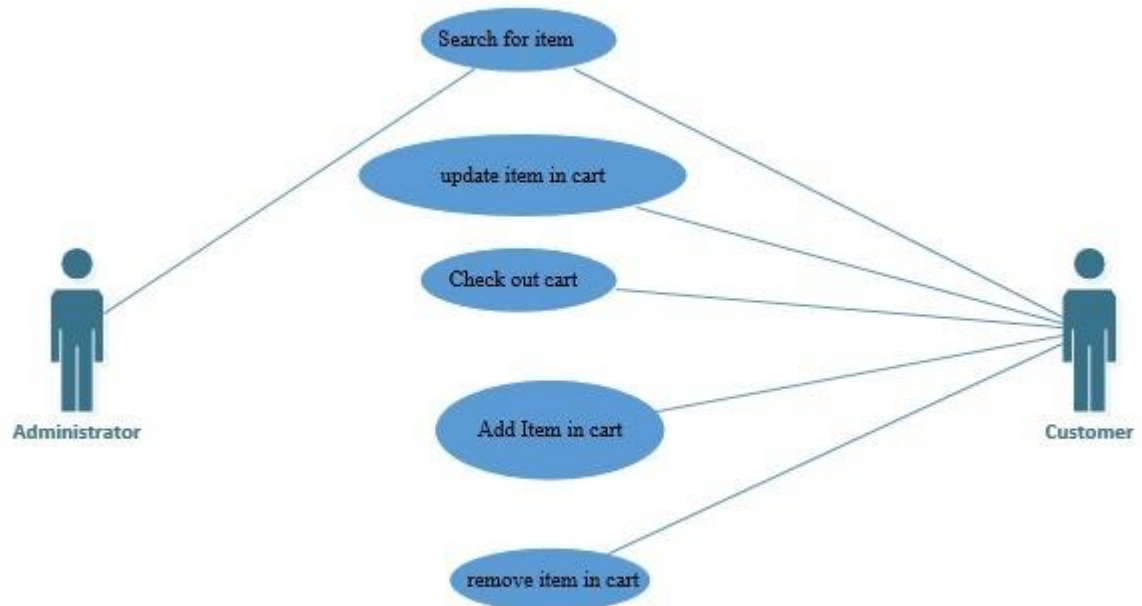 Search for item
update item in cart
Check out cart
Administrator
Customer
Add Item in cart
remove item in cart